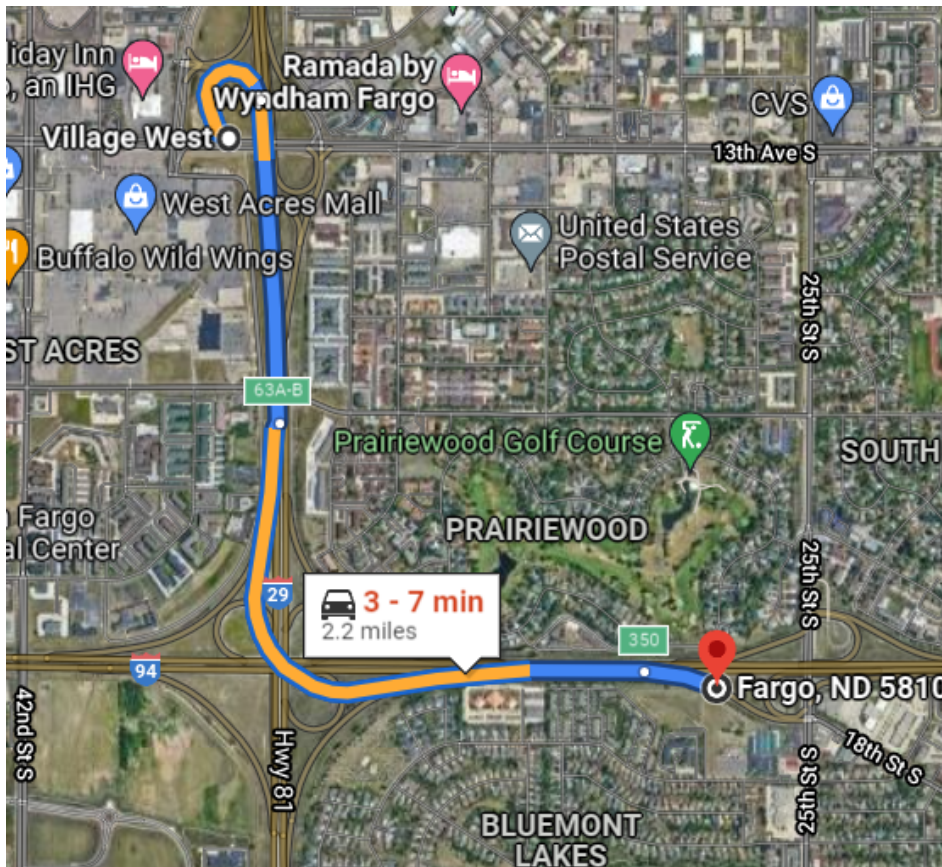 liday Inn
o, an IHG
Ramada by
Wyndham Fargo
CVS
Village West
13th Ave S
West Acres Mall
United States
Postal Service
Buffalo Wild Wings
25th St S
ST ACRES
63A-B
Prairiewood Golf Course
SOUTH
Fargo
al Center
PRAIRIEWOOD
25th St S
29
3 - 7 min
2.2 miles
350
94
Fargo, ND 5810
42nd St S
Hwy 81
18th St S
25th St S
BLUEMONT
LAKES